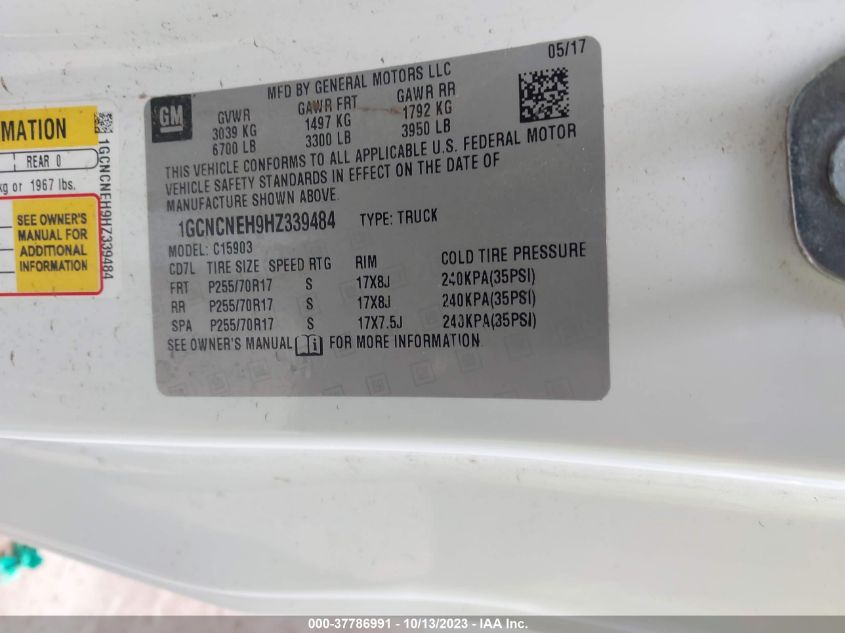 MATION
REAR 0
kg or 1967 lbs.
SEE OWNER'S
MANUAL FOR
ADDITIONAL
INFORMATION
1GCNCNEH9HZ339484
GM
MFD BY GENERAL MOTORS LLC
05/17
GVWR GAWR FRT GAWR RR
3039 KG 1497 KG 1792 KG
6700 LB 3300 LB 3950 LB
THIS VEHICLE CONFORMS TO ALL APPLICABLE U.S. FEDERAL MOTOR
VEHICLE SAFETY STANDARDS IN EFFECT ON THE DATE OF
MANUFACTURE SHOWN ABOVE.
1GCNCNEH9HZ339484 TYPE: TRUCK
MODEL: C15903
CD7L TIRE SIZE SPEED RTG RIM COLD TIRE PRESSURE
FRT P255/70R17 S 17X8J 240KPA(35PSI)
RR P255/70R17 S 17X8J 240KPA(35PSI)
SPA P255/70R17 S 17X7.5J 240KPA(35PSI)
SEE OWNER'S MANUAL FOR MORE INFORMATION
000-37786991 - 10/13/2023 - IAA Inc.